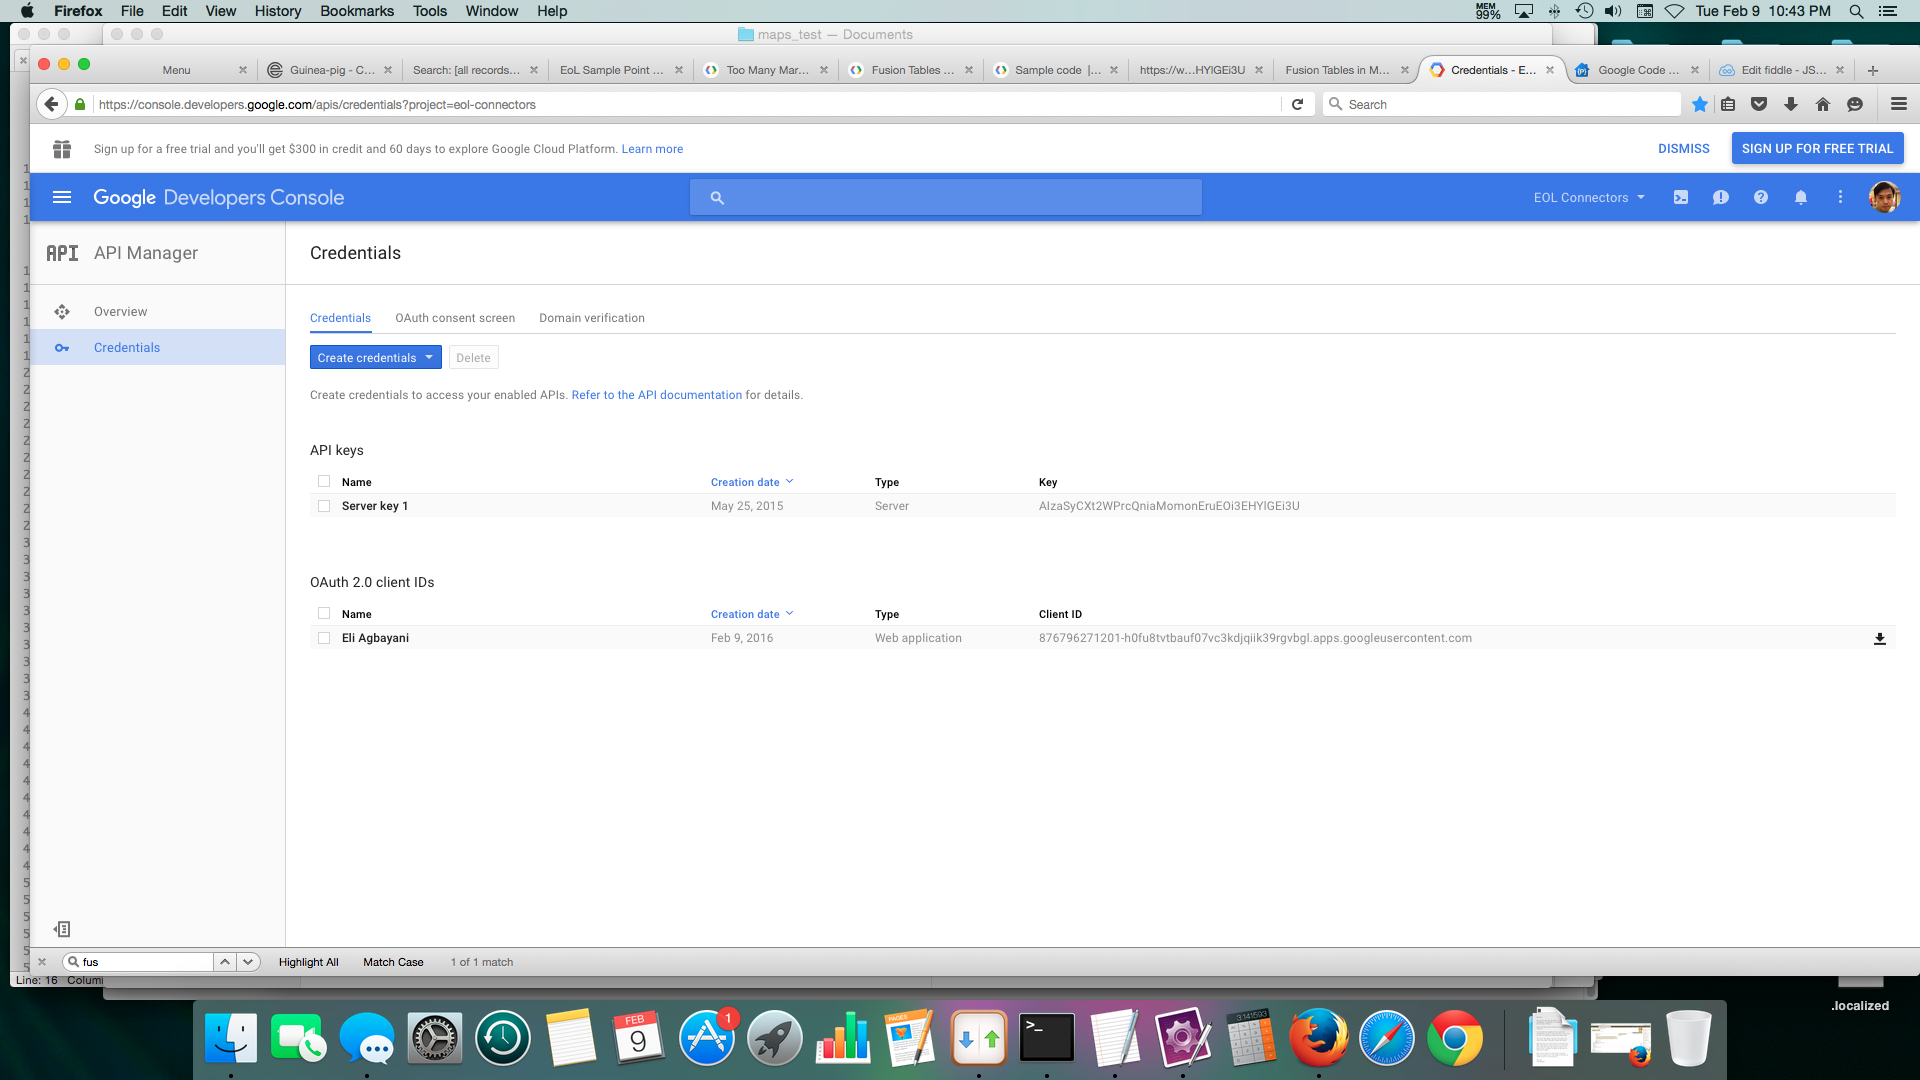 Firefox File Edit View History Bookmarks Tools Window Help MEM 99% Tue Feb 9 10:43 PM
maps_test — Documents
Menu Guinea-pig - C... Search: [all records... EoL Sample Point ... Too Many Mar... Fusion Tables ... Sample code |... https://w...HYlGEi3U Fusion Tables in M... Credentials - E... Google Code ... Edit fiddle - JS...
https://console.developers.google.com/apis/credentials?project=eol-connectors Search
Sign up for a free trial and you'll get $300 in credit and 60 days to explore Google Cloud Platform. Learn more DISMISS SIGN UP FOR FREE TRIAL
Google Developers Console EOL Connectors
API API Manager Credentials
Overview
Credentials
Credentials OAuth consent screen Domain verification
Create credentials Delete
Create credentials to access your enabled APIs. Refer to the API documentation for details.
API keys
Name Creation date Type Key
Server key 1 May 25, 2015 Server AIzaSyCXt2WPrcQniaMomonEruEOi3EHYlGEi3U
OAuth 2.0 client IDs
Name Creation date Type Client ID
Eli Agbayani Feb 9, 2016 Web application 876796271201-h0fu8tvtbauf07vc3kdjqiik39rgvbgl.apps.googleusercontent.com
fus Highlight All Match Case 1 of 1 match
Line: 16 Colum
.localized
FEB
9
1
PAGES
3.141593